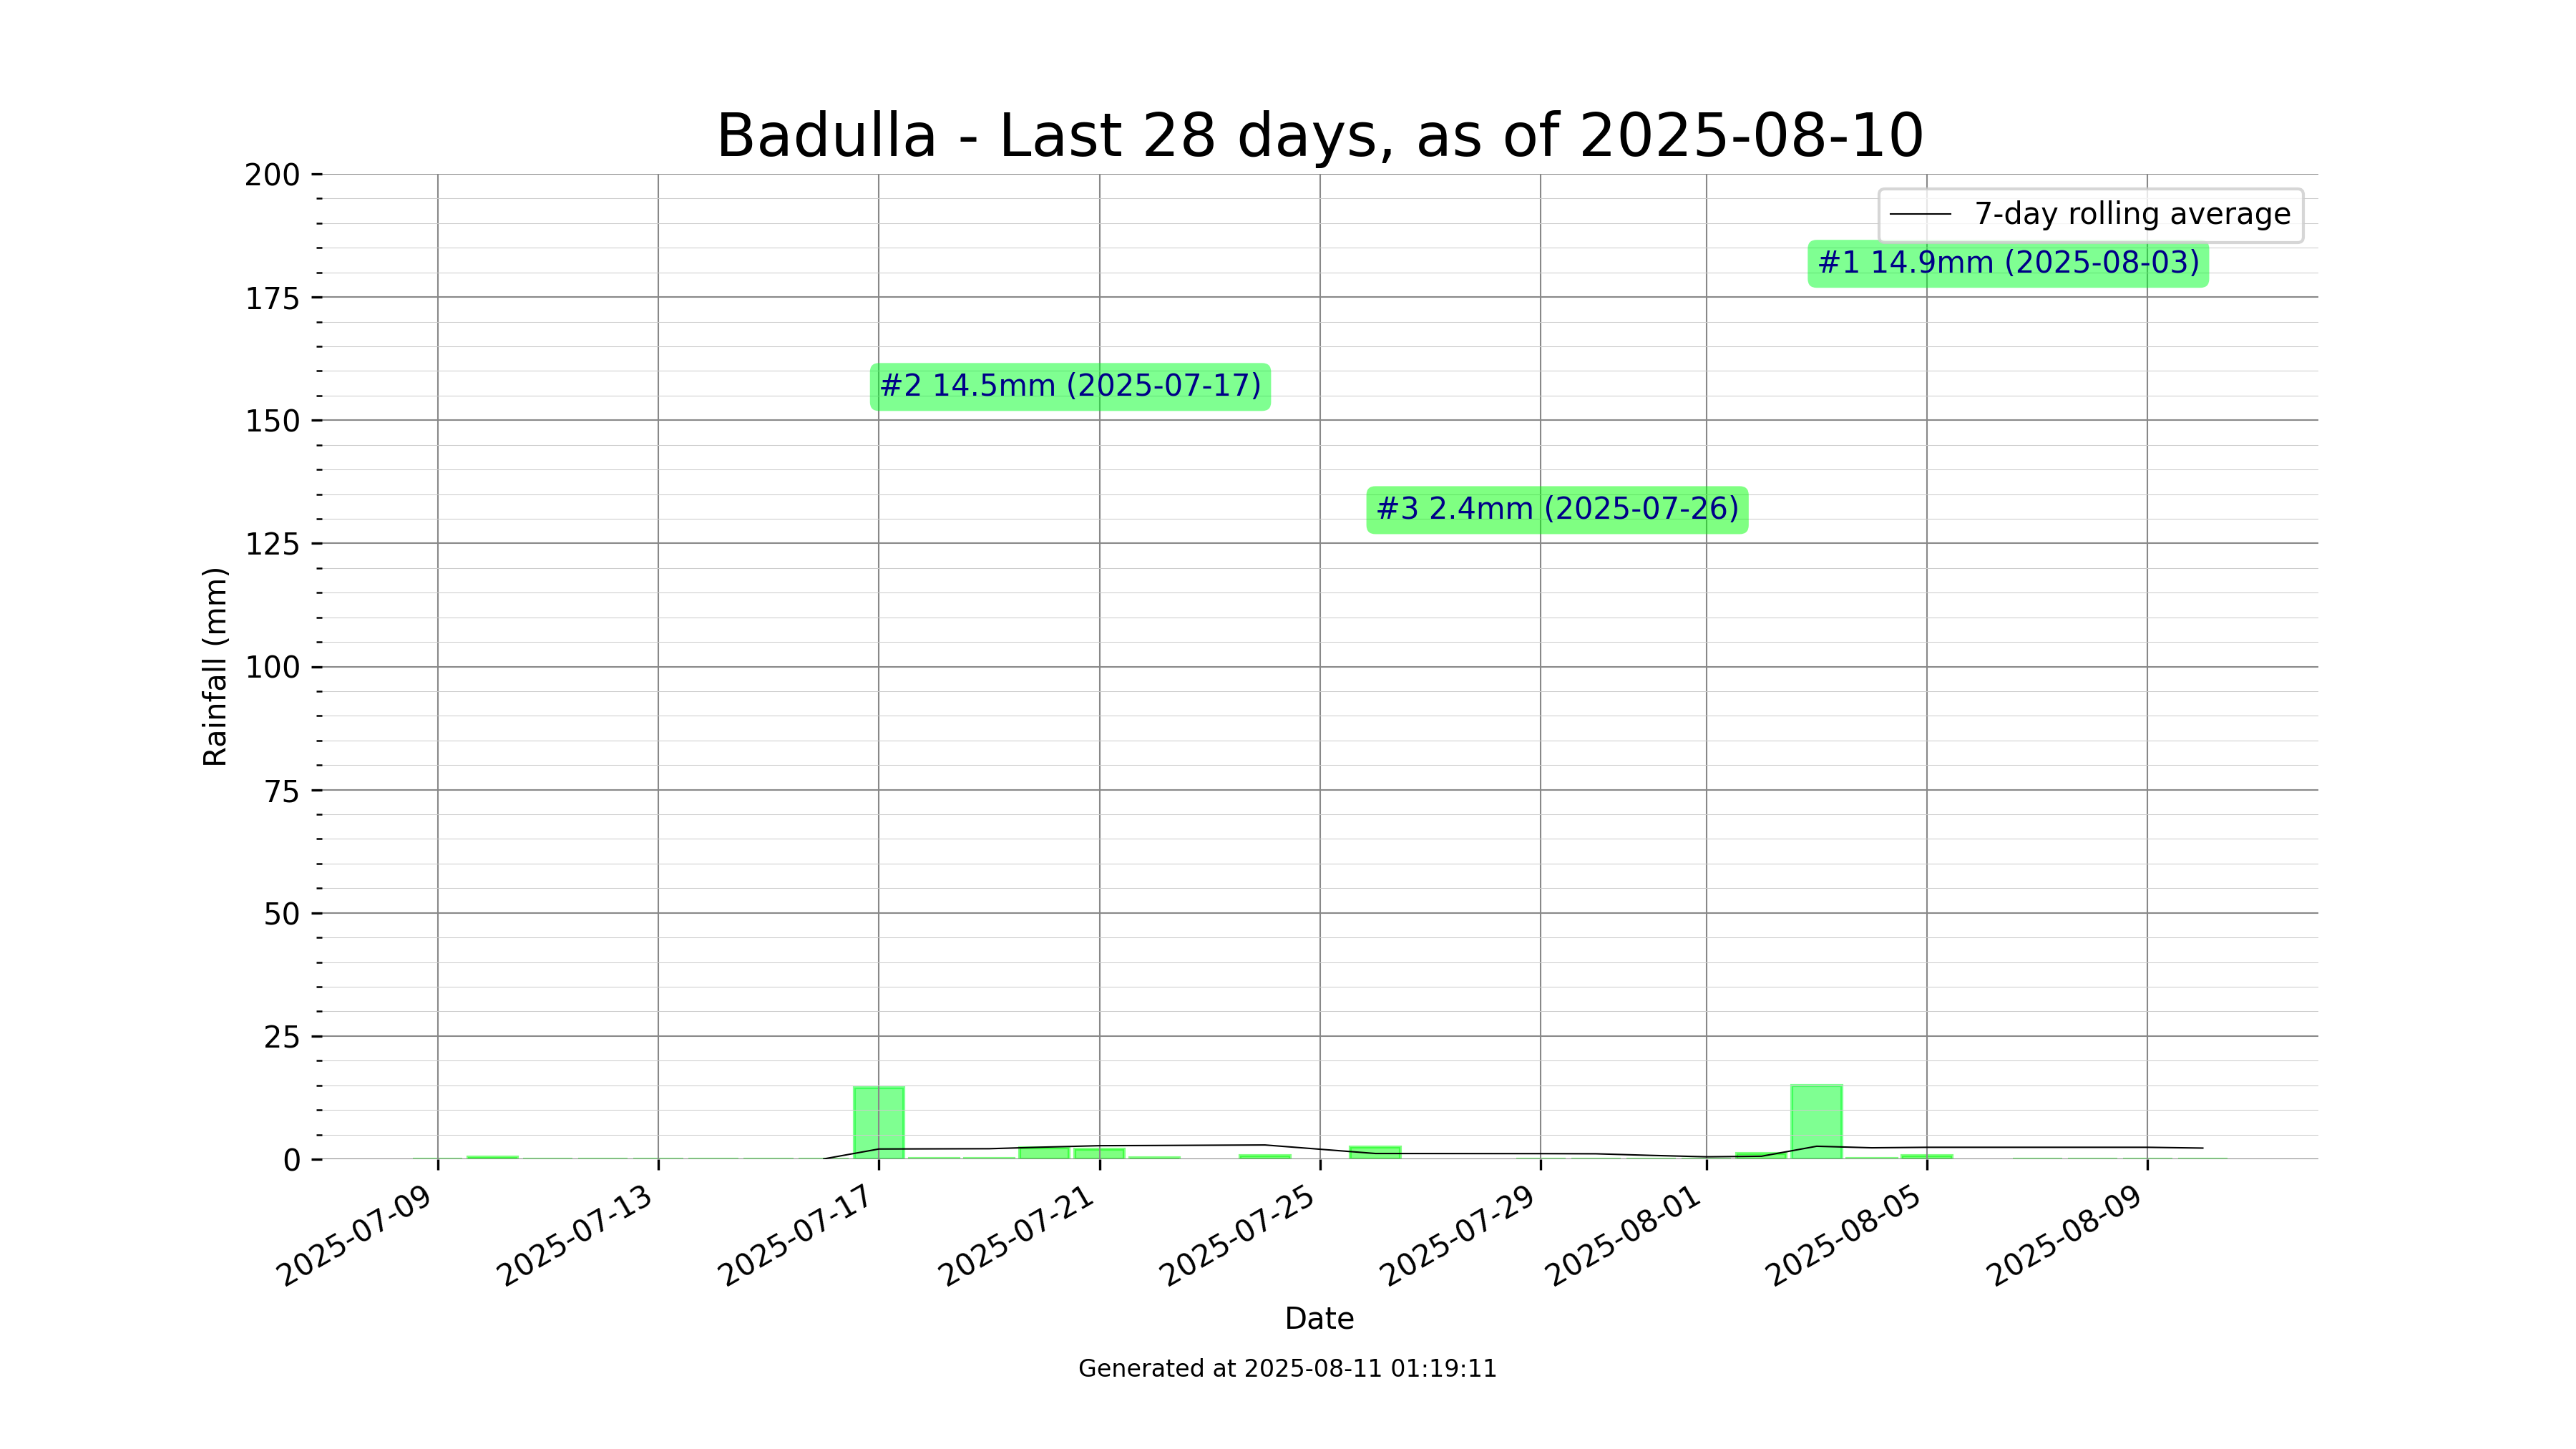 Badulla - Last 28 days, as of 2025-08-10
200
175
150
125
100
75
50
25
0
Rainfall (mm)
7-day rolling average
#1 14.9mm (2025-08-03)
#2 14.5mm (2025-07-17)
#3 2.4mm (2025-07-26)
2025-07-09
2025-07-13
2025-07-17
2025-07-21
2025-07-25
2025-07-29
2025-08-01
2025-08-05
2025-08-09
Date
Generated at 2025-08-11 01:19:11